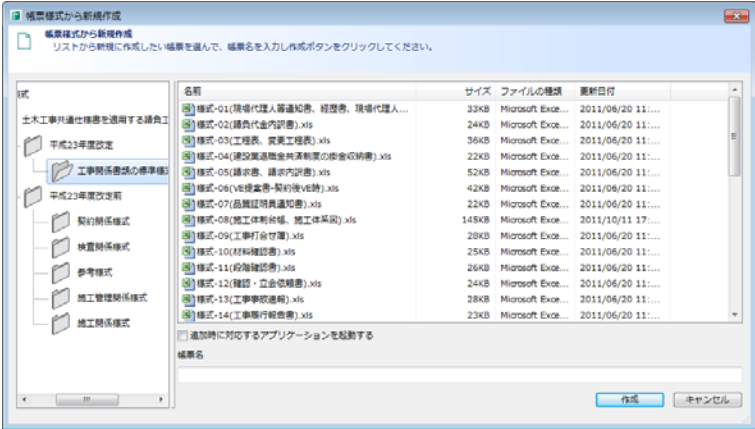 帳票様式から新規作成
帳票様式から新規作成
リストから新規に作成したい帳票を選んで、帳票名を入力し作成ボタンをクリックしてください。
様式
土木工事共通仕様書を適用する請負工
平成23年度改定
工事関係書類の標準様式
平成23年度改定前
契約関係様式
検査関係様式
参考様式
施工管理関係様式
施工関係様式
名前 サイズ ファイルの種類 更新日付
様式-01(現場代理人等通知書、経歴書、現場代理人... 33KB Microsoft Exce... 2011/06/20 11:...
様式-02(請負代金内訳書).xls 24KB Microsoft Exce... 2011/06/20 11:...
様式-03(工程表、変更工程表).xls 36KB Microsoft Exce... 2011/06/20 11:...
様式-04(建設業退職金共済制度の掛金収納書).xls 22KB Microsoft Exce... 2011/06/20 11:...
様式-05(請求書、請求内訳書).xls 52KB Microsoft Exce... 2011/06/20 11:...
様式-06(VE提案書-契約後VE時).xls 42KB Microsoft Exce... 2011/06/20 11:...
様式-07(品質証明員通知書).xls 22KB Microsoft Exce... 2011/06/20 11:...
様式-08(施工体制台帳、施工体系図).xls 145KB Microsoft Exce... 2011/10/11 17:...
様式-09(工事打合せ簿).xls 28KB Microsoft Exce... 2011/06/20 11:...
様式-10(材料確認書).xls 25KB Microsoft Exce... 2011/06/20 11:...
様式-11(段階確認書).xls 26KB Microsoft Exce... 2011/06/20 11:...
様式-12(確認・立会依頼書).xls 24KB Microsoft Exce... 2011/06/20 11:...
様式-13(工事事故速報).xls 28KB Microsoft Exce... 2011/06/20 11:...
様式-14(工事履行報告書).xls 23KB Microsoft Exce... 2011/06/20 11:...
追加時に対応するアプリケーションを起動する
帳票名
作成 キャンセル